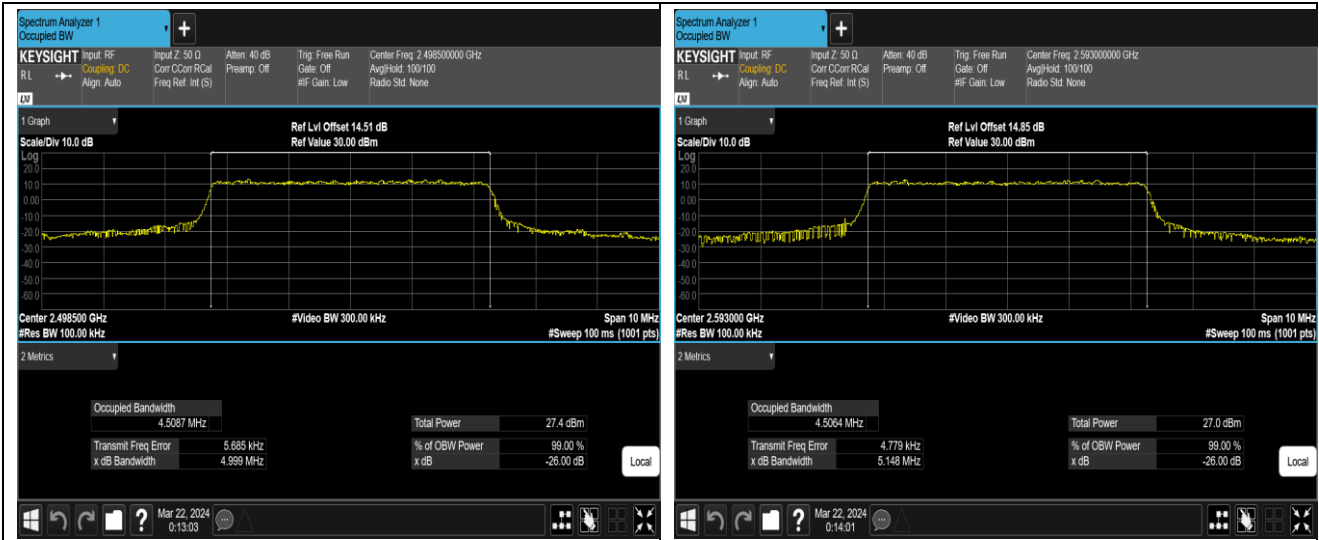 Spectrum Analyzer 1
Occupied BW
+
KEYSIGHT
RL
LXI
Input: RF
Coupling: DC
Align: Auto
Input Z: 50 Ω
Corr CCorr RCal
Freq Ref: Int (S)
Atten: 40 dB
Preamp: Off
Trig: Free Run
Gate: Off
#IF Gain: Low
Center Freq: 2.498500000 GHz
Avg|Hold: 100/100
Radio Std: None
1 Graph
Scale/Div 10.0 dB
Ref Lvl Offset 14.51 dB
Ref Value 30.00 dBm
Log
20.0
10.0
0.00
-10.0
-20.0
-30.0
-40.0
-50.0
-60.0
Center 2.498500 GHz
#Video BW 300.00 kHz
Span 10 MHz
#Res BW 100.00 kHz
#Sweep 100 ms (1001 pts)
2 Metrics
Occupied Bandwidth
4.5087 MHz
Total Power 27.4 dBm
Transmit Freq Error 5.685 kHz
% of OBW Power 99.00 %
x dB Bandwidth 4.999 MHz
x dB -26.00 dB
Local
?
Mar 22, 2024
0:13:03
Spectrum Analyzer 1
Occupied BW
+
KEYSIGHT
RL
LXI
Input: RF
Coupling: DC
Align: Auto
Input Z: 50 Ω
Corr CCorr RCal
Freq Ref: Int (S)
Atten: 40 dB
Preamp: Off
Trig: Free Run
Gate: Off
#IF Gain: Low
Center Freq: 2.593000000 GHz
Avg|Hold: 100/100
Radio Std: None
1 Graph
Scale/Div 10.0 dB
Ref Lvl Offset 14.85 dB
Ref Value 30.00 dBm
Log
20.0
10.0
0.00
-10.0
-20.0
-30.0
-40.0
-50.0
-60.0
Center 2.593000 GHz
#Video BW 300.00 kHz
Span 10 MHz
#Res BW 100.00 kHz
#Sweep 100 ms (1001 pts)
2 Metrics
Occupied Bandwidth
4.5064 MHz
Total Power 27.0 dBm
Transmit Freq Error 4.779 kHz
% of OBW Power 99.00 %
x dB Bandwidth 5.148 MHz
x dB -26.00 dB
Local
?
Mar 22, 2024
0:14:01